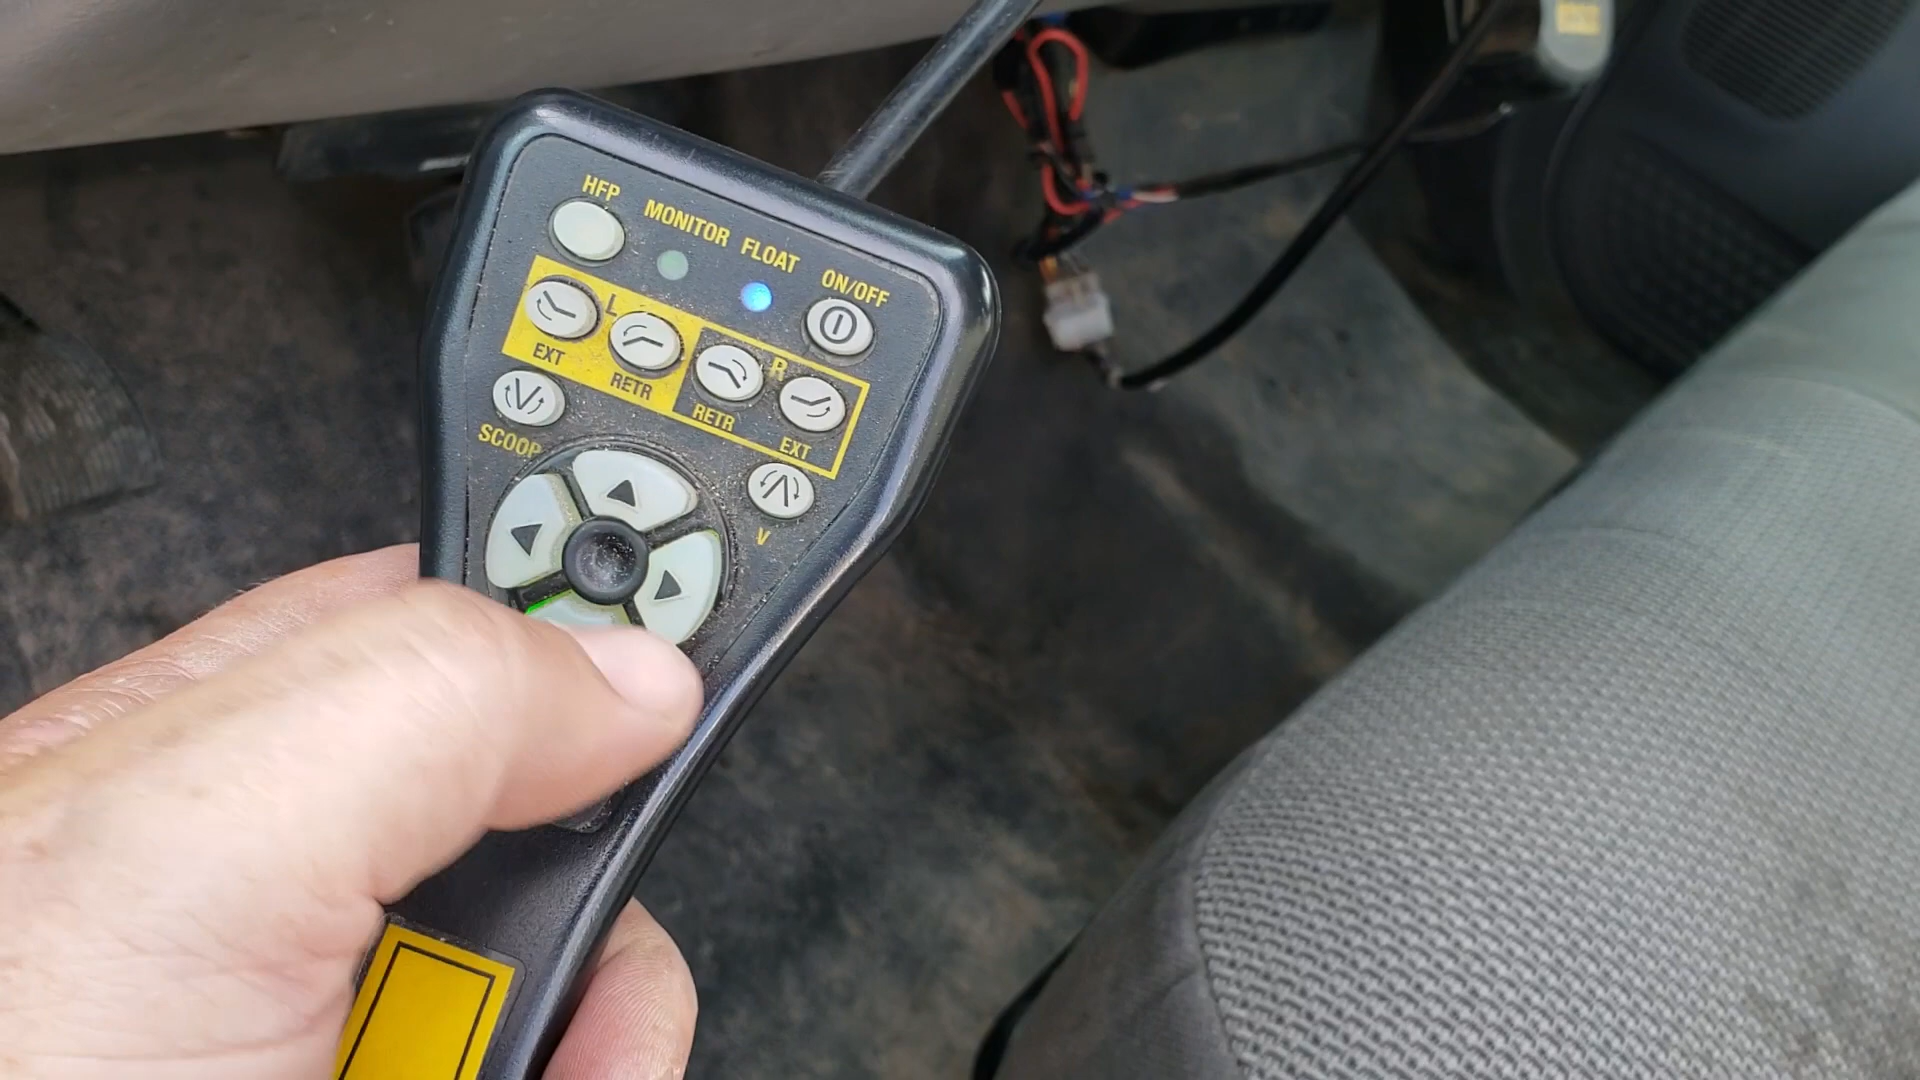 HFP
MONITOR
FLOAT
ON/OFF
L
R
EXT
RETR
RETR
EXT
SCOOP
V